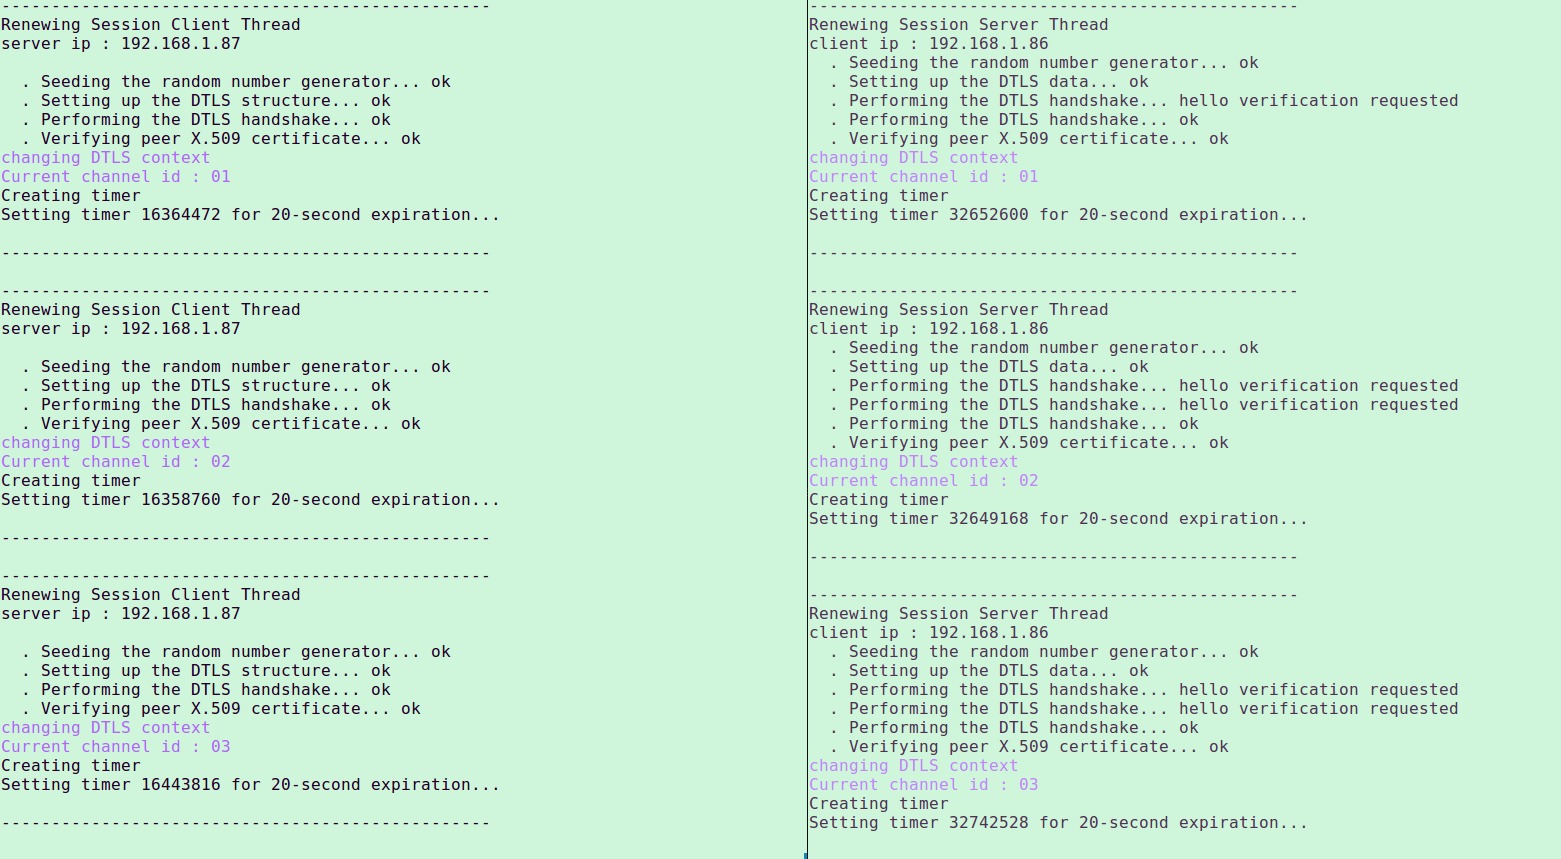 -------------------------------------------------
Renewing Session Client Thread
server ip : 192.168.1.87

  . Seeding the random number generator... ok
  . Setting up the DTLS structure... ok
  . Performing the DTLS handshake... ok
  . Verifying peer X.509 certificate... ok
changing DTLS context
Current channel id : 01
Creating timer
Setting timer 16364472 for 20-second expiration...

-------------------------------------------------

-------------------------------------------------
Renewing Session Client Thread
server ip : 192.168.1.87

  . Seeding the random number generator... ok
  . Setting up the DTLS structure... ok
  . Performing the DTLS handshake... ok
  . Verifying peer X.509 certificate... ok
changing DTLS context
Current channel id : 02
Creating timer
Setting timer 16358760 for 20-second expiration...

-------------------------------------------------

-------------------------------------------------
Renewing Session Client Thread
server ip : 192.168.1.87

  . Seeding the random number generator... ok
  . Setting up the DTLS structure... ok
  . Performing the DTLS handshake... ok
  . Verifying peer X.509 certificate... ok
changing DTLS context
Current channel id : 03
Creating timer
Setting timer 16443816 for 20-second expiration...

-------------------------------------------------
-------------------------------------------------
Renewing Session Server Thread
client ip : 192.168.1.86
  . Seeding the random number generator... ok
  . Setting up the DTLS data... ok
  . Performing the DTLS handshake... hello verification requested
  . Performing the DTLS handshake... ok
  . Verifying peer X.509 certificate... ok
changing DTLS context
Current channel id : 01
Creating timer
Setting timer 32652600 for 20-second expiration...

-------------------------------------------------

-------------------------------------------------
Renewing Session Server Thread
client ip : 192.168.1.86
  . Seeding the random number generator... ok
  . Setting up the DTLS data... ok
  . Performing the DTLS handshake... hello verification requested
  . Performing the DTLS handshake... hello verification requested
  . Performing the DTLS handshake... ok
  . Verifying peer X.509 certificate... ok
changing DTLS context
Current channel id : 02
Creating timer
Setting timer 32649168 for 20-second expiration...

-------------------------------------------------

-------------------------------------------------
Renewing Session Server Thread
client ip : 192.168.1.86
  . Seeding the random number generator... ok
  . Setting up the DTLS data... ok
  . Performing the DTLS handshake... hello verification requested
  . Performing the DTLS handshake... hello verification requested
  . Performing the DTLS handshake... ok
  . Verifying peer X.509 certificate... ok
changing DTLS context
Current channel id : 03
Creating timer
Setting timer 32742528 for 20-second expiration...